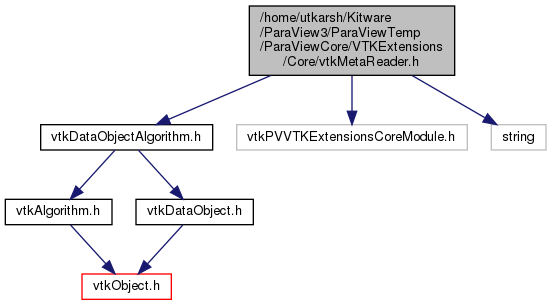 /home/utkarsh/Kitware
/ParaView3/ParaViewTemp
/ParaViewCore/VTKExtensions
/Core/vtkMetaReader.h
vtkDataObjectAlgorithm.h
vtkPVVTKExtensionsCoreModule.h
string
vtkAlgorithm.h
vtkDataObject.h
vtkObject.h